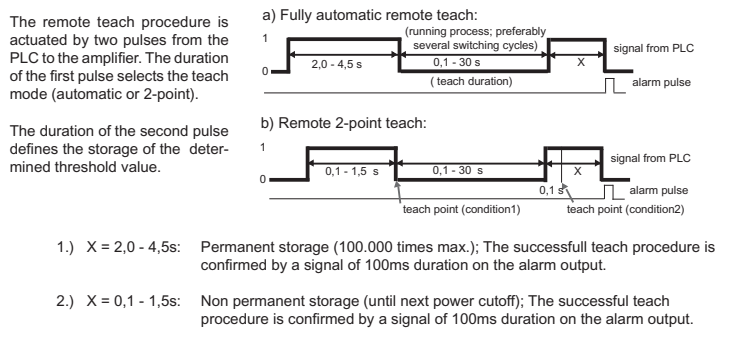 The remote teach procedure is
actuated by two pulses from the
PLC to the amplifier. The duration
of the first pulse selects the teach
mode (automatic or 2-point).
The duration of the second pulse
defines the storage of the deter-
mined threshold value.
a) Fully automatic remote teach:
(running process; preferably
several switching cycles)
1
signal from PLC
2,0 - 4,5 s
0,1 - 30 s
X
0
( teach duration)
alarm pulse
b) Remote 2-point teach:
1
signal from PLC
0,1 - 1,5 s
0,1 - 30 s
X
0
0,1 s
alarm pulse
teach point (condition1)
teach point (condition2)
1.) X = 2,0 - 4,5s: Permanent storage (100.000 times max.); The successfull teach procedure is
confirmed by a signal of 100ms duration on the alarm output.
2.) X = 0,1 - 1,5s: Non permanent storage (until next power cutoff); The successful teach
procedure is confirmed by a signal of 100ms duration on the alarm output.